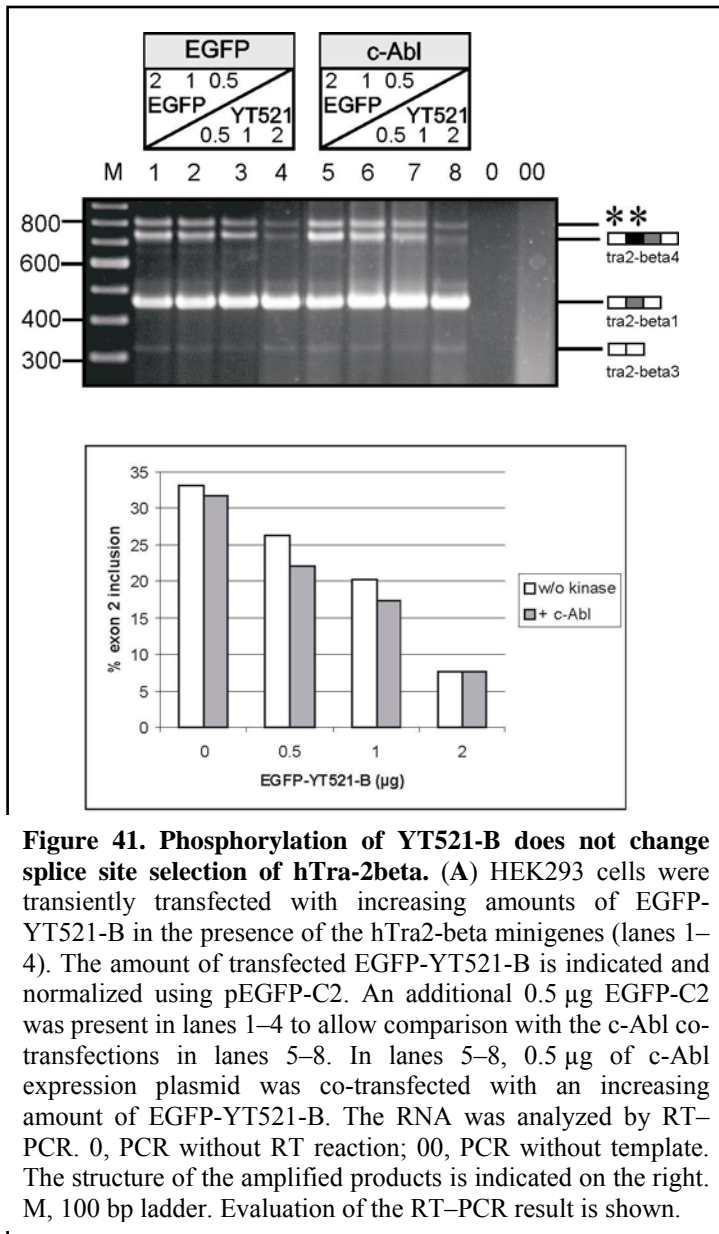 EGFP c-Abl
2 1 0.5 2 1 0.5
EGFP YT521 EGFP YT521
0.5 1 2 0.5 1 2
M 1 2 3 4 5 6 7 8 0 00
800
600
400
300
**
tra2-beta4
tra2-beta1
tra2-beta3
35
30
25
20
15
10
5
0
% exon 2 inclusion
0 0.5 1 2
EGFP-YT521-B (µg)
w/o kinase
+ c-Abl
Figure 41. Phosphorylation of YT521-B does not change
splice site selection of hTra-2beta. (A) HEK293 cells were
transiently transfected with increasing amounts of EGFP-
YT521-B in the presence of the hTra2-beta minigenes (lanes 1–
4). The amount of transfected EGFP-YT521-B is indicated and
normalized using pEGFP-C2. An additional 0.5 µg EGFP-C2
was present in lanes 1–4 to allow comparison with the c-Abl co-
transfections in lanes 5–8. In lanes 5–8, 0.5 µg of c-Abl
expression plasmid was co-transfected with an increasing
amount of EGFP-YT521-B. The RNA was analyzed by RT–
PCR. 0, PCR without RT reaction; 00, PCR without template.
The structure of the amplified products is indicated on the right.
M, 100 bp ladder. Evaluation of the RT–PCR result is shown.